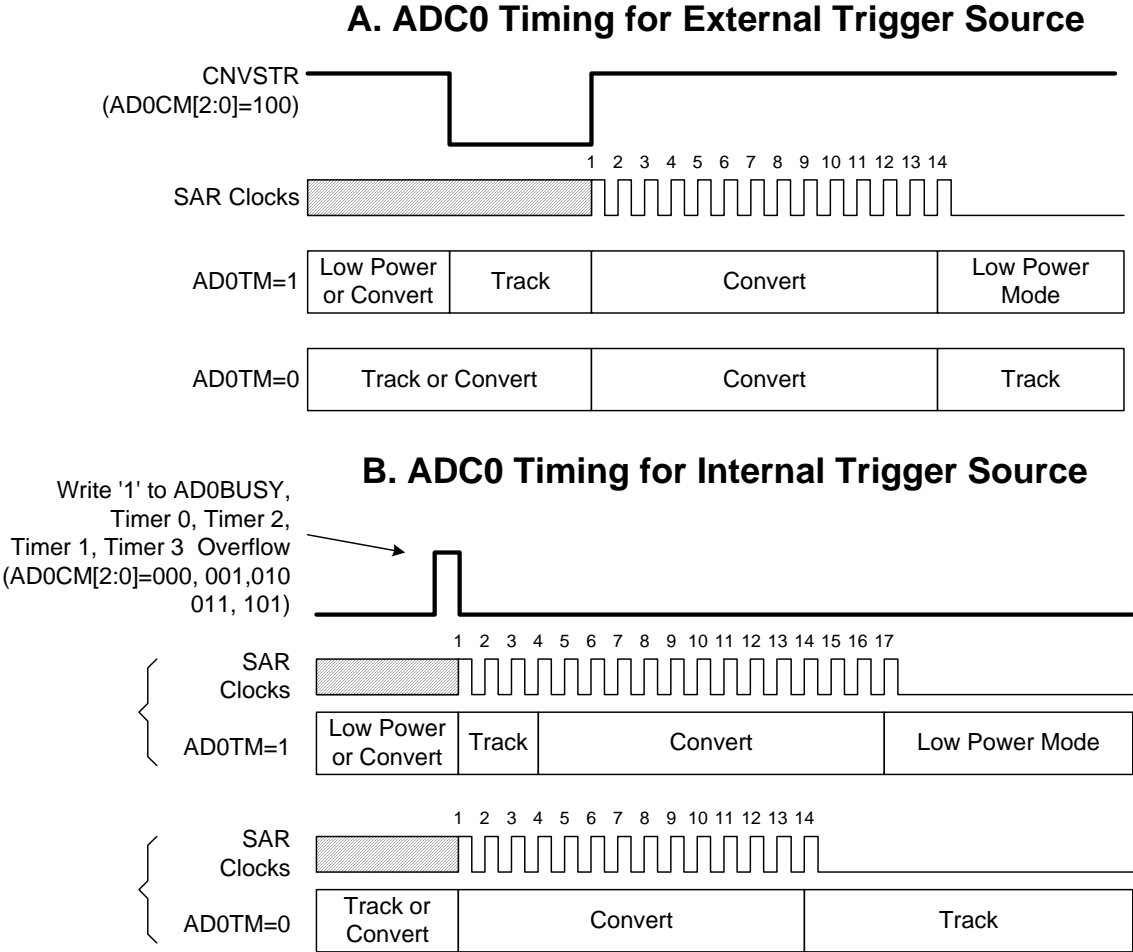 A. ADC0 Timing for External Trigger Source
CNVSTR
(AD0CM[2:0]=100)
1 2 3 4 5 6 7 8 9 10 11 12 13 14
SAR Clocks
AD0TM=1
Low Power
or Convert
Track
Convert
Low Power
Mode
AD0TM=0
Track or Convert
Convert
Track
B. ADC0 Timing for Internal Trigger Source
Write '1' to AD0BUSY,
Timer 0, Timer 2,
Timer 1, Timer 3 Overflow
(AD0CM[2:0]=000, 001,010
011, 101)
1 2 3 4 5 6 7 8 9 10 11 12 13 14 15 16 17
SAR
Clocks
AD0TM=1
Low Power
or Convert
Track
Convert
Low Power Mode
1 2 3 4 5 6 7 8 9 10 11 12 13 14
SAR
Clocks
AD0TM=0
Track or
Convert
Convert
Track